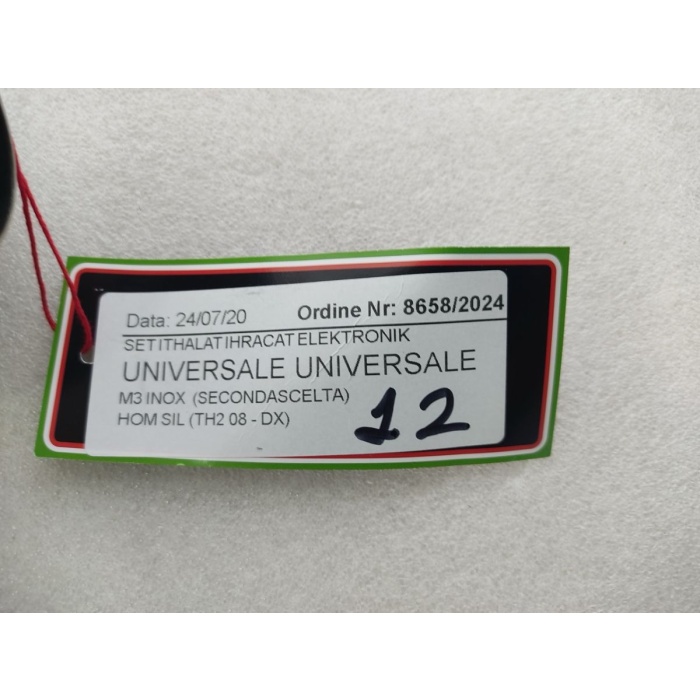 Data: 24/07/20 Ordine Nr: 8658/2024
SET ITHALAT IHRACAT ELEKTRONIK
UNIVERSALE UNIVERSALE
M3 INOX (SECONDASCELTA)
HOM SIL (TH2 08 - DX)
12